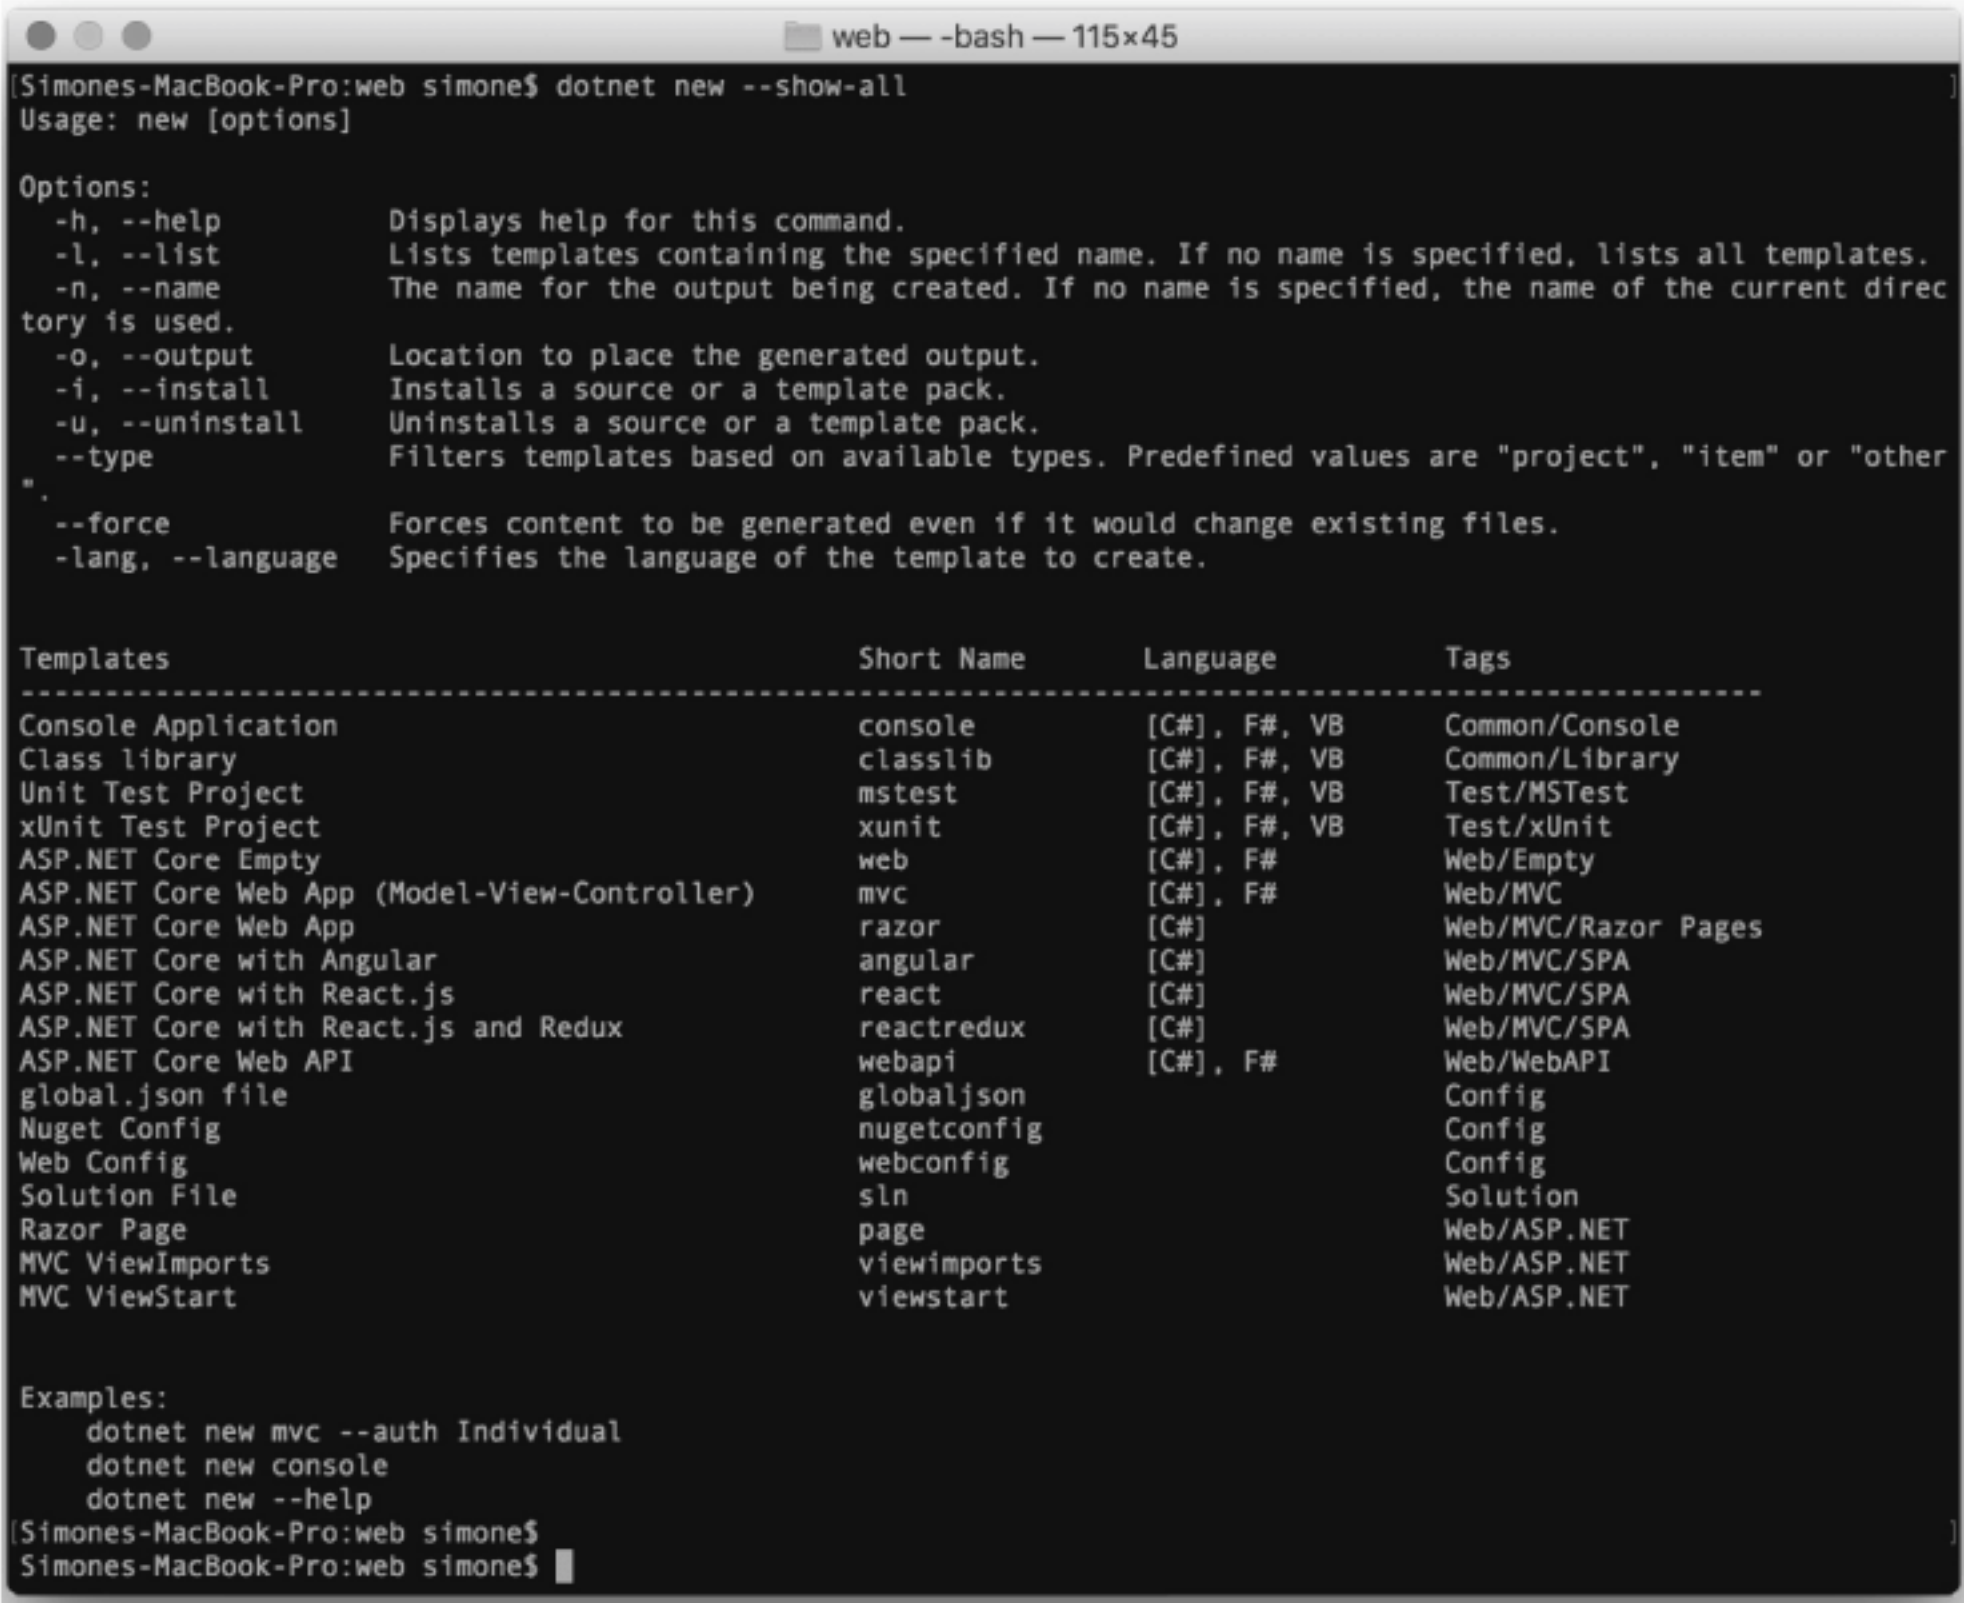 web — -bash — 115×45
[Simones-MacBook-Pro:web simone$ dotnet new --show-all ]
Usage: new [options]
Options:
  -h, --help          Displays help for this command.
  -l, --list          Lists templates containing the specified name. If no name is specified, lists all templates.
  -n, --name          The name for the output being created. If no name is specified, the name of the current direc
tory is used.
  -o, --output        Location to place the generated output.
  -i, --install       Installs a source or a template pack.
  -u, --uninstall     Uninstalls a source or a template pack.
  --type              Filters templates based on available types. Predefined values are "project", "item" or "other
".
  --force             Forces content to be generated even if it would change existing files.
  -lang, --language   Specifies the language of the template to create.
Templates                                         Short Name       Language          Tags
--------------------------------------------------------------------------------------------------------
Console Application                               console          [C#], F#, VB      Common/Console
Class library                                     classlib         [C#], F#, VB      Common/Library
Unit Test Project                                 mstest           [C#], F#, VB      Test/MSTest
xUnit Test Project                                xunit            [C#], F#, VB      Test/xUnit
ASP.NET Core Empty                                web              [C#], F#          Web/Empty
ASP.NET Core Web App (Model-View-Controller)      mvc              [C#], F#          Web/MVC
ASP.NET Core Web App                              razor            [C#]              Web/MVC/Razor Pages
ASP.NET Core with Angular                         angular          [C#]              Web/MVC/SPA
ASP.NET Core with React.js                        react            [C#]              Web/MVC/SPA
ASP.NET Core with React.js and Redux              reactredux       [C#]              Web/MVC/SPA
ASP.NET Core Web API                              webapi           [C#], F#          Web/WebAPI
global.json file                                  globaljson                         Config
Nuget Config                                      nugetconfig                        Config
Web Config                                        webconfig                          Config
Solution File                                     sln                                Solution
Razor Page                                        page                               Web/ASP.NET
MVC ViewImports                                   viewimports                        Web/ASP.NET
MVC ViewStart                                     viewstart                          Web/ASP.NET
Examples:
    dotnet new mvc --auth Individual
    dotnet new console
    dotnet new --help
[Simones-MacBook-Pro:web simone$ ]
Simones-MacBook-Pro:web simone$